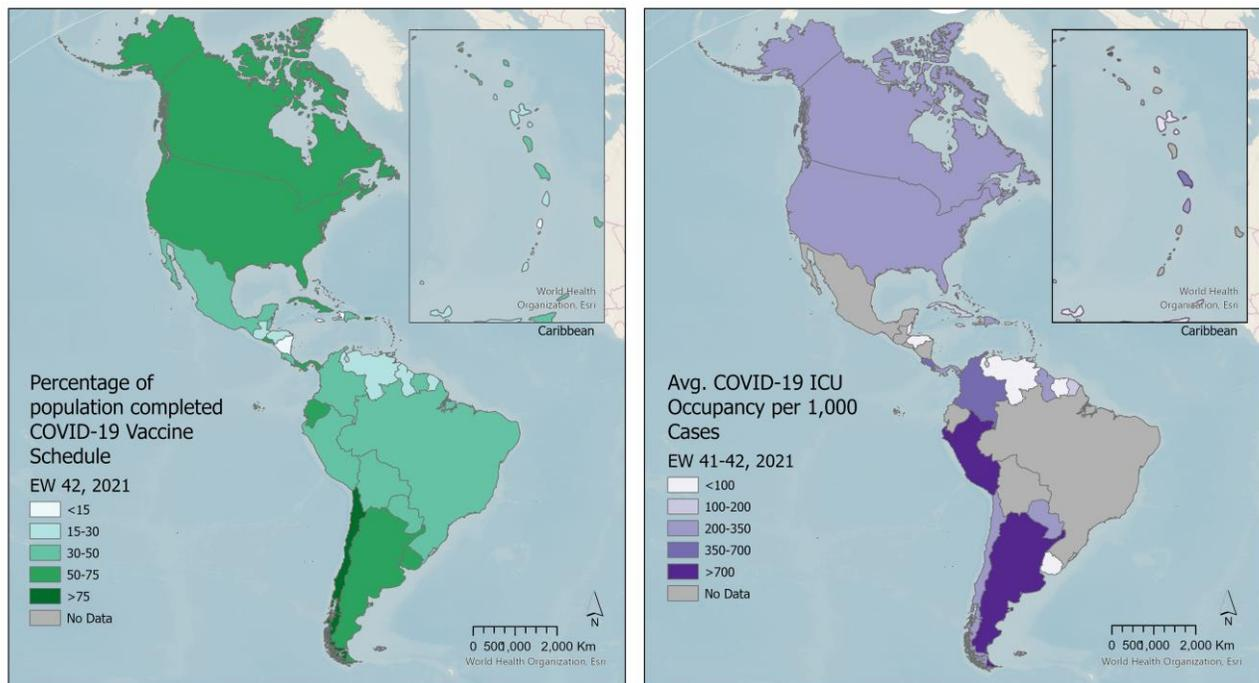 World Health
Organization, Esri
Caribbean
Percentage of
population completed
COVID-19 Vaccine
Schedule
EW 42, 2021
<15
15-30
30-50
50-75
>75
No Data
N
0 500 1,000 2,000 Km
World Health Organization, Esri
World Health
Organization, Esri
Caribbean
Avg. COVID-19 ICU
Occupancy per 1,000
Cases
EW 41-42, 2021
<100
100-200
200-350
350-700
>700
No Data
N
0 500 1,000 2,000 Km
World Health Organization, Esri